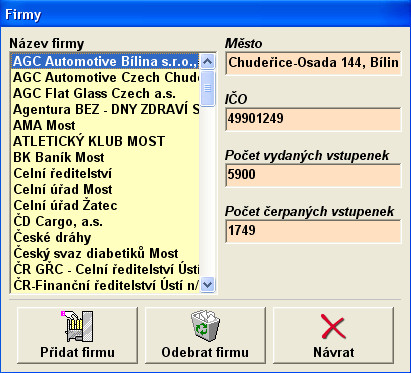 Firmy
Název firmy
AGC Automotive Bílina s.r.o.,
AGC Automotive Czech Chud
AGC Flat Glass Czech a.s.
Agentura BEZ - DNY ZDRAVÍ S
AMA Most
ATLETICKÝ KLUB MOST
BK Baník Most
Celní ředitelství
Celní úřad Most
Celní úřad Žatec
ČD Cargo, a.s.
České dráhy
Český svaz diabetiků Most
ČR GŘC - Celní ředitelství Ústí
ČR-Finanční ředitelství Ústí n/
Město
Chudeřice-Osada 144, Bílin
IČO
49901249
Počet vydaných vstupenek
5900
Počet čerpaných vstupenek
1749
Přidat firmu
Odebrat firmu
Návrat